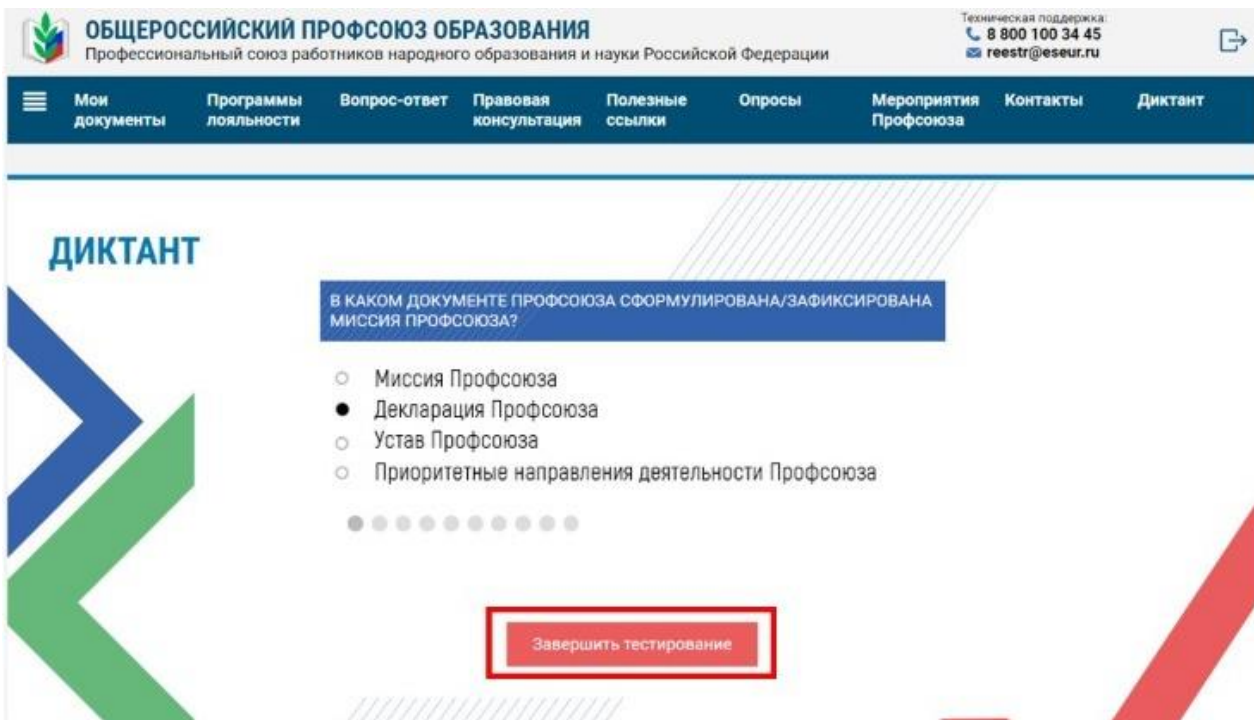 ОБЩЕРОССИЙСКИЙ ПРОФСОЮЗ ОБРАЗОВАНИЯ
Профессиональный союз работников народного образования и науки Российской Федерации
Техническая поддержка:
8 800 100 34 45
reestr@eseur.ru
Мои документы
Программы лояльности
Вопрос-ответ
Правовая консультация
Полезные ссылки
Опросы
Мероприятия Профсоюза
Контакты
Диктант
ДИКТАНТ
В КАКОМ ДОКУМЕНТЕ ПРОФСОЮЗА СФОРМУЛИРОВАНА/ЗАФИКСИРОВАНА
МИССИЯ ПРОФСОЮЗА?
Миссия Профсоюза
Декларация Профсоюза
Устав Профсоюза
Приоритетные направления деятельности Профсоюза
Завершить тестирование